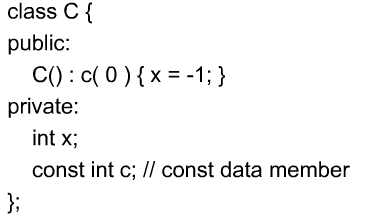 class C {
public:
C() : c( 0 ) { x = -1; }
private:
int x;
const int c; // const data member
};